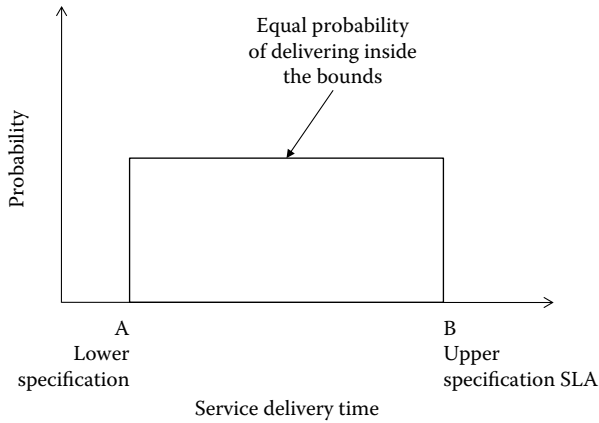 Equal probability
of delivering inside
the bounds
Probability
A
Lower
specification
B
Upper
specification SLA
Service delivery time